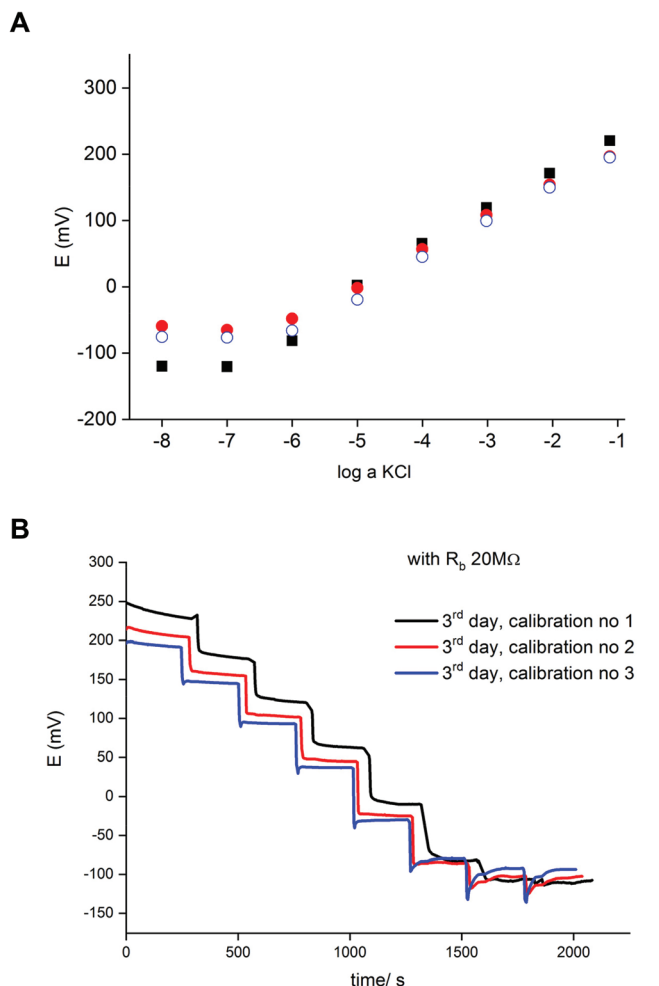 A
300
200
100
0
-100
-200
E (mV)
-8 -7 -6 -5 -4 -3 -2 -1
log a KCl
B
with Rb 20MΩ
3rd day, calibration no 1
3rd day, calibration no 2
3rd day, calibration no 3
300
250
200
150
100
50
0
-50
-100
-150
E (mV)
0 500 1000 1500 2000
time/ s